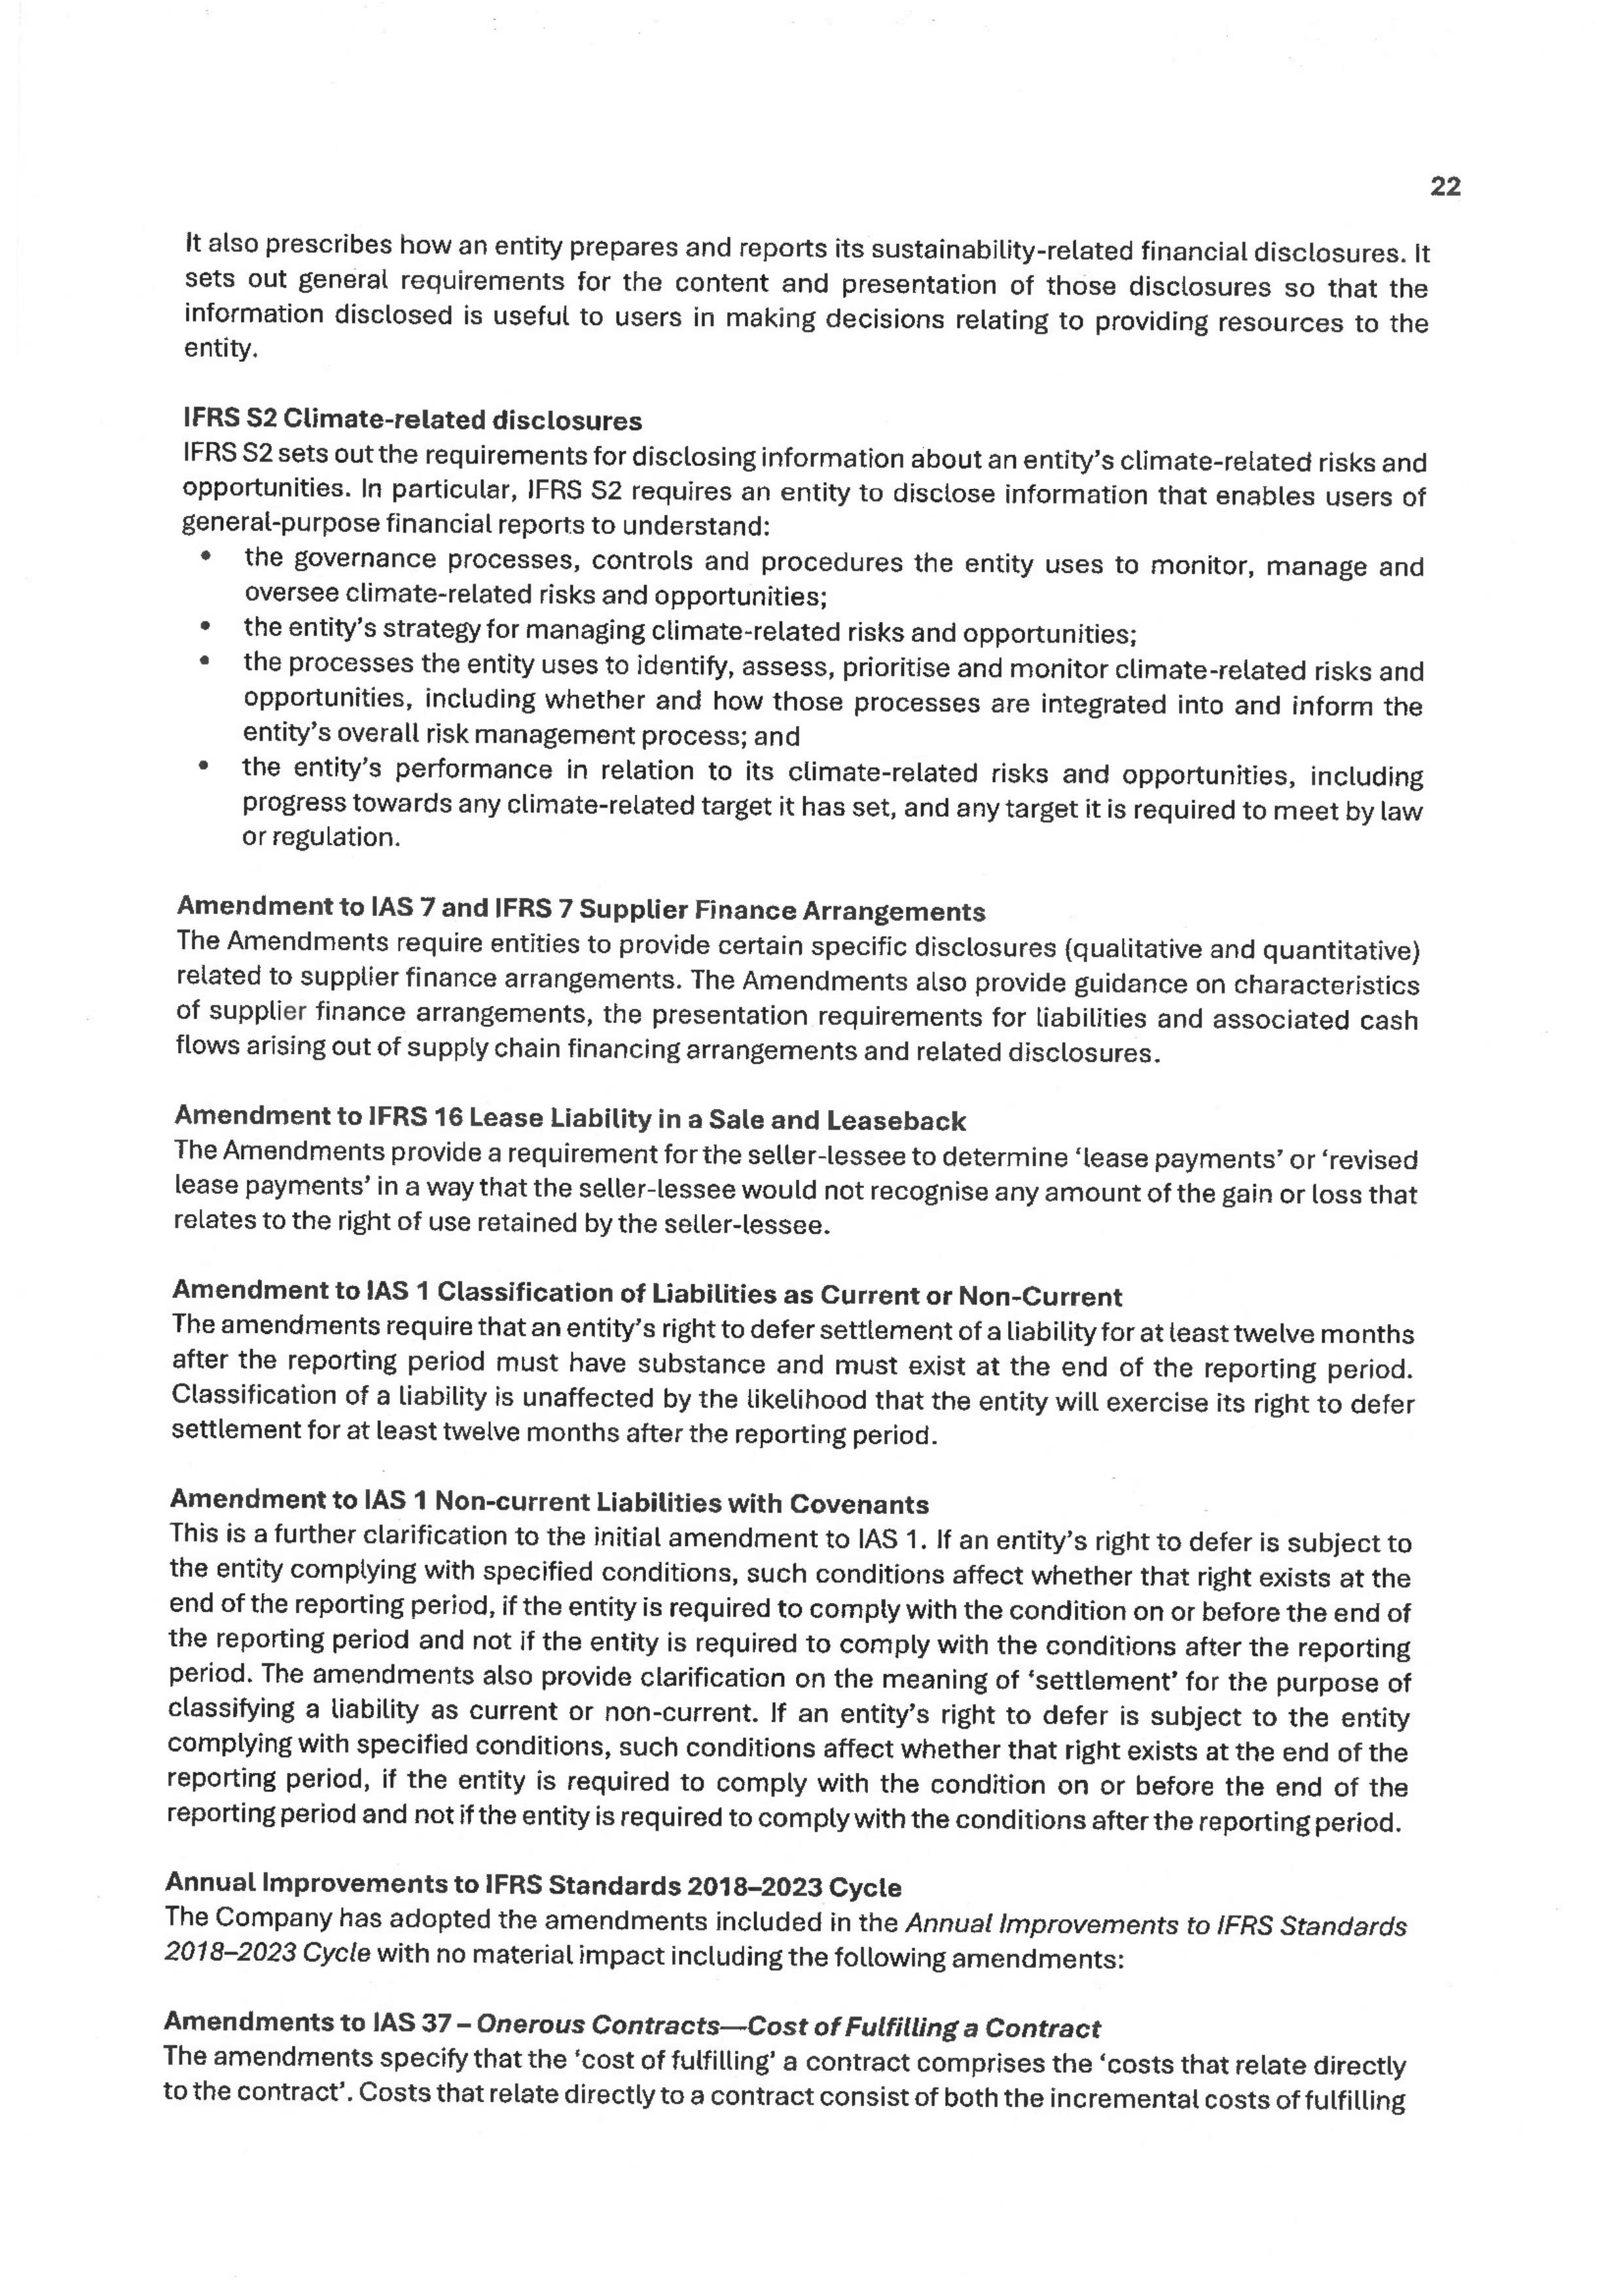 22
It also prescribes how an entity prepares and reports its sustainability-related financial disclosures. It
sets out general requirements for the content and presentation of those disclosures so that the
information disclosed is useful to users in making decisions relating to providing resources to the
entity.
IFRS S2 Climate-related disclosures
IFRS S2 sets out the requirements for disclosing information about an entity's climate-related risks and
opportunities. In particular, IFRS S2 requires an entity to disclose information that enables users of
general-purpose financial reports to understand:
• the governance processes, controls and procedures the entity uses to monitor, manage and
oversee climate-related risks and opportunities;
• the entity's strategy for managing climate-related risks and opportunities;
• the processes the entity uses to identify, assess, prioritise and monitor climate-related risks and
opportunities, including whether and how those processes are integrated into and inform the
entity's overall risk management process; and
• the entity's performance in relation to its climate-related risks and opportunities, including
progress towards any climate-related target it has set, and any target it is required to meet by law
or regulation.
Amendment to IAS 7 and IFRS 7 Supplier Finance Arrangements
The Amendments require entities to provide certain specific disclosures (qualitative and quantitative)
related to supplier finance arrangements. The Amendments also provide guidance on characteristics
of supplier finance arrangements, the presentation requirements for liabilities and associated cash
flows arising out of supply chain financing arrangements and related disclosures.
Amendment to IFRS 16 Lease Liability in a Sale and Leaseback
The Amendments provide a requirement for the seller-lessee to determine 'lease payments' or 'revised
lease payments' in a way that the seller-lessee would not recognise any amount of the gain or loss that
relates to the right of use retained by the seller-lessee.
Amendment to IAS 1 Classification of Liabilities as Current or Non-Current
The amendments require that an entity's right to defer settlement of a liability for at least twelve months
after the reporting period must have substance and must exist at the end of the reporting period.
Classification of a liability is unaffected by the likelihood that the entity will exercise its right to defer
settlement for at least twelve months after the reporting period.
Amendment to IAS 1 Non-current Liabilities with Covenants
This is a further clarification to the initial amendment to IAS 1. If an entity's right to defer is subject to
the entity complying with specified conditions, such conditions affect whether that right exists at the
end of the reporting period, if the entity is required to comply with the condition on or before the end of
the reporting period and not if the entity is required to comply with the conditions after the reporting
period. The amendments also provide clarification on the meaning of 'settlement' for the purpose of
classifying a liability as current or non-current. If an entity's right to defer is subject to the entity
complying with specified conditions, such conditions affect whether that right exists at the end of the
reporting period, if the entity is required to comply with the condition on or before the end of the
reporting period and not if the entity is required to comply with the conditions after the reporting period.
Annual Improvements to IFRS Standards 2018–2023 Cycle
The Company has adopted the amendments included in the Annual Improvements to IFRS Standards
2018–2023 Cycle with no material impact including the following amendments:
Amendments to IAS 37 – Onerous Contracts—Cost of Fulfilling a Contract
The amendments specify that the 'cost of fulfilling' a contract comprises the 'costs that relate directly
to the contract'. Costs that relate directly to a contract consist of both the incremental costs of fulfilling